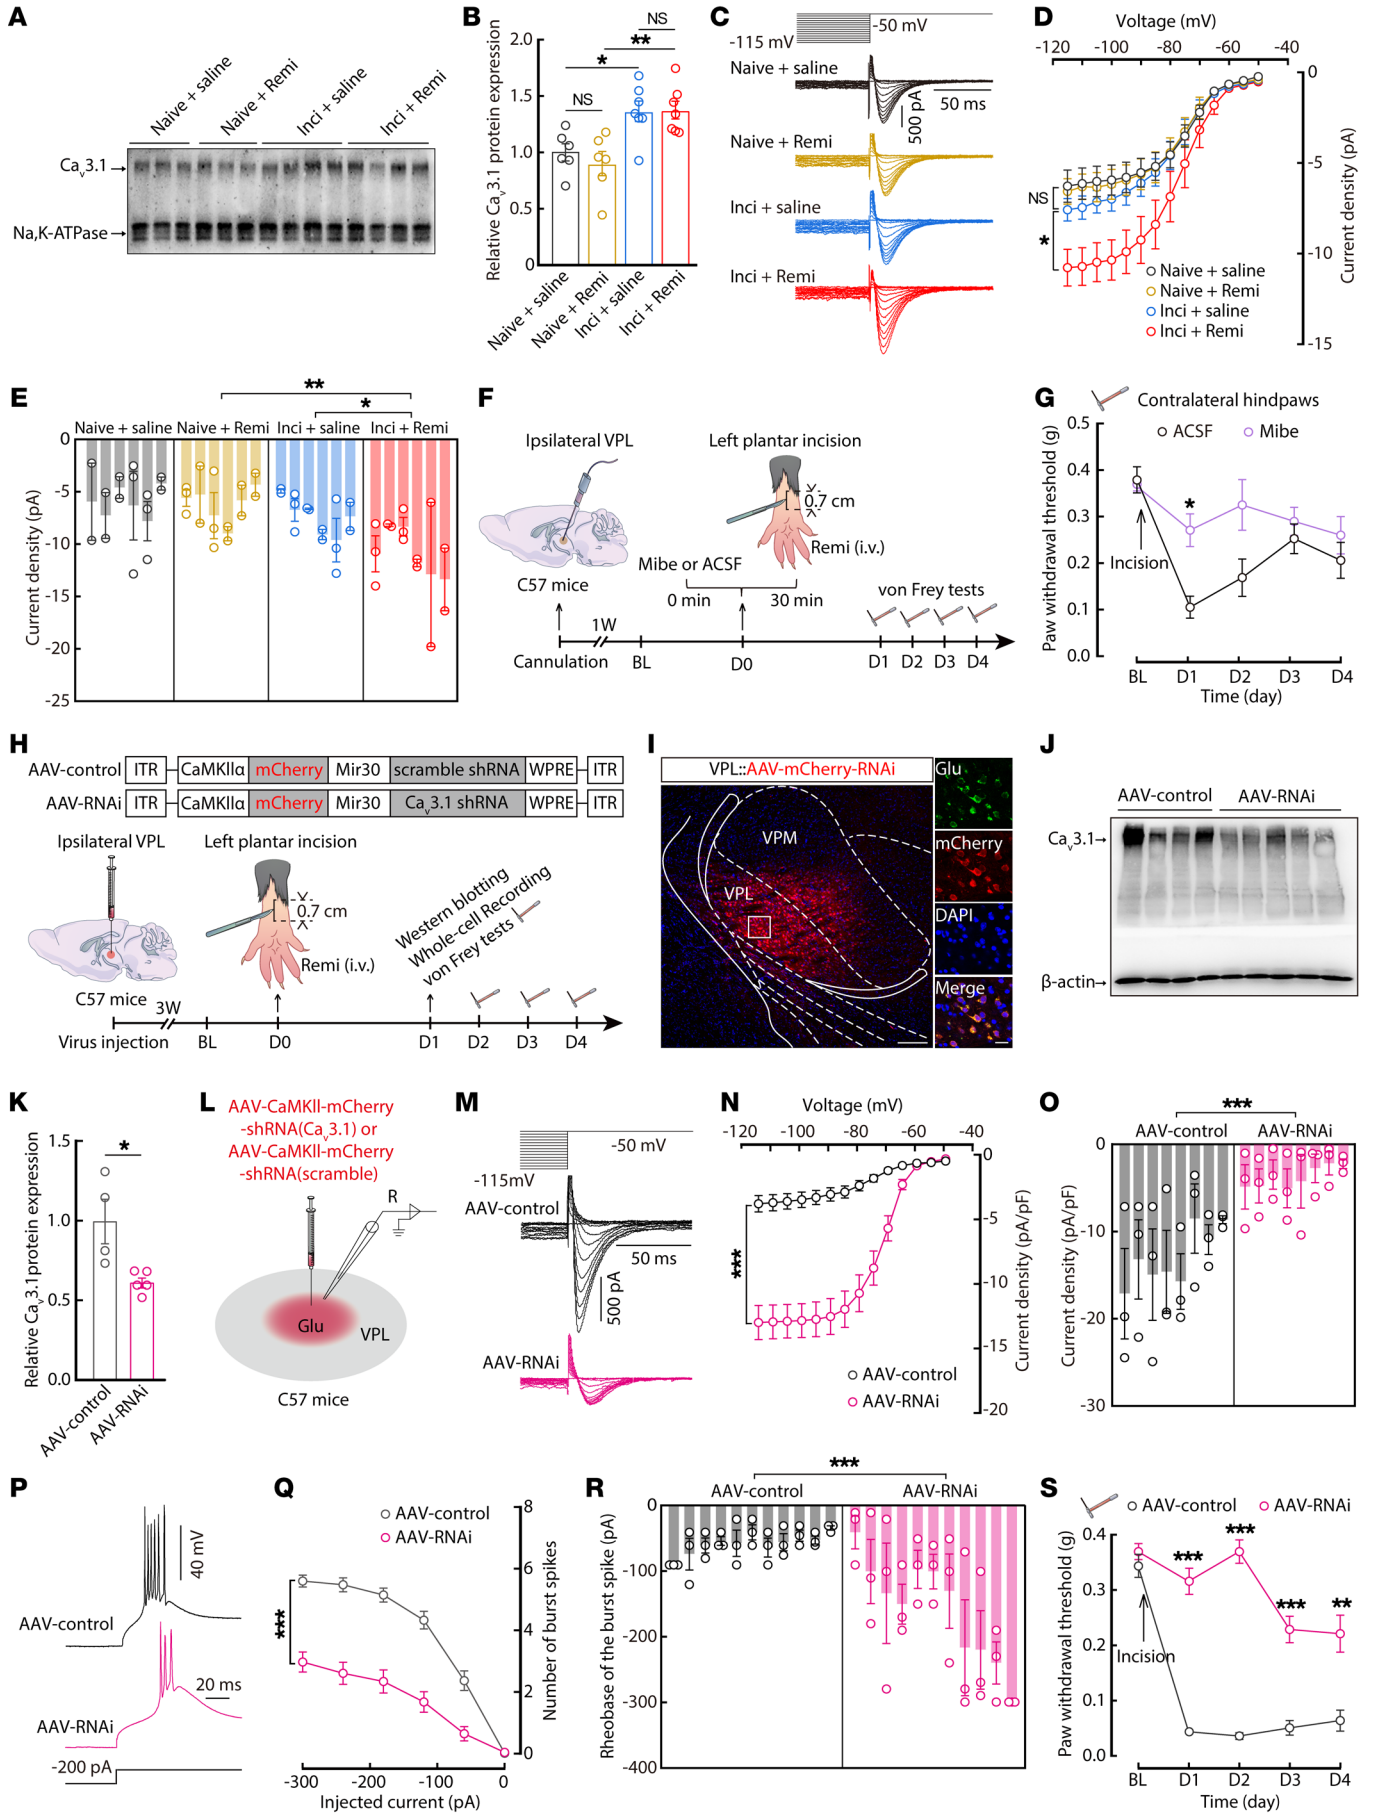 A
Naive + saline
Naive + Remi
Inci + saline
Inci + Remi
Cav3.1
Na,K-ATPase
B
Relative Cav3.1 protein expression
2.0
1.5
1.0
0.5
0
NS
*
**
NS
Naive + saline
Naive + Remi
Inci + saline
Inci + Remi
C
-50 mV
-115 mV
Naive + saline
50 ms
500 pA
Naive + Remi
Inci + saline
Inci + Remi
D
Voltage (mV)
-120 -100 -80 -60 -40
0
-5
-10
-15
Current density (pA)
NS
*
Naive + saline
Naive + Remi
Inci + saline
Inci + Remi
E
**
*
Naive + saline Naive + Remi Inci + saline Inci + Remi
0
-5
-10
-15
-20
-25
Current density (pA)
F
Ipsilateral VPL
Left plantar incision
0.7 cm
Remi (i.v.)
Mibe or ACSF
C57 mice
0 min
30 min
von Frey tests
1W
Cannulation BL D0 D1 D2 D3 D4
G
Contralateral hindpaws
ACSF Mibe
Paw withdrawal threshold (g)
0.5
0.4
0.3
0.2
0.1
0.0
*
Incision
BL D1 D2 D3 D4
Time (day)
H
AAV-control ITR CaMKIIα mCherry Mir30 scramble shRNA WPRE ITR
AAV-RNAi ITR CaMKIIα mCherry Mir30 Cav3.1 shRNA WPRE ITR
Ipsilateral VPL
Left plantar incision
0.7 cm
Remi (i.v.)
Western blotting
Whole-cell Recording
von Frey tests
C57 mice
3W
Virus injection BL D0 D1 D2 D3 D4
I
VPL::AAV-mCherry-RNAi
VPM
VPL
Glu
mCherry
DAPI
Merge
J
AAV-control AAV-RNAi
Cav3.1
β-actin
K
Relative Cav3.1protein expression
1.5
1.0
0.5
0.0
*
AAV-control
AAV-RNAi
L
AAV-CaMKII-mCherry
-shRNA(Cav3.1) or
AAV-CaMKII-mCherry
-shRNA(scramble)
R
Glu
VPL
C57 mice
M
-50 mV
-115mV
AAV-control
50 ms
500 pA
AAV-RNAi
N
Voltage (mV)
-120 -100 -80 -60 -40
0
-5
-10
-15
-20
Current density (pA/pF)
***
AAV-control
AAV-RNAi
O
***
AAV-control AAV-RNAi
0
-10
-20
-30
Current density (pA/pF)
P
40 mV
AAV-control
20 ms
AAV-RNAi
-200 pA
Q
AAV-control
AAV-RNAi
***
8
6
4
2
0
Number of burst spikes
-300 -200 -100 0
Injected current (pA)
R
***
AAV-control AAV-RNAi
0
-100
-200
-300
-400
Rheobase of the burst spike (pA)
S
AAV-control AAV-RNAi
Paw withdrawal threshold (g)
0.4
0.3
0.2
0.1
0.0
***
***
***
**
Incision
BL D1 D2 D3 D4
Time (day)